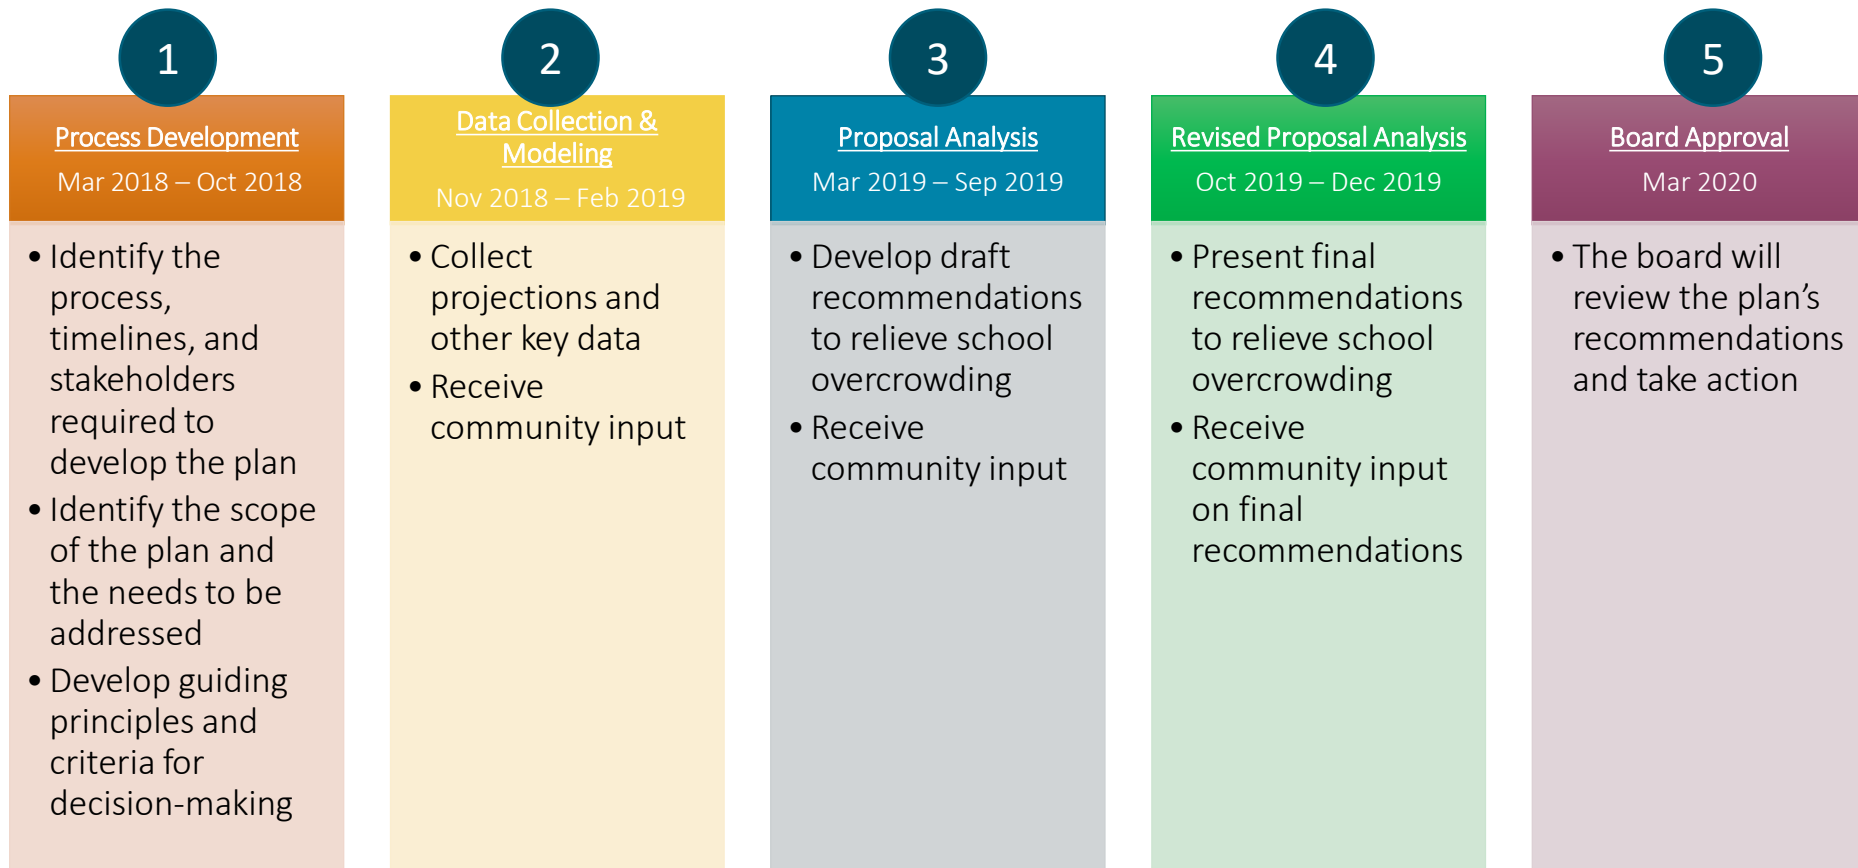 1
Process Development
Mar 2018 – Oct 2018
• Identify the
process,
timelines, and
stakeholders
required to
develop the plan
• Identify the scope
of the plan and
the needs to be
addressed
• Develop guiding
principles and
criteria for
decision-making
2
Data Collection &
Modeling
Nov 2018 – Feb 2019
• Collect
projections and
other key data
• Receive
community input
3
Proposal Analysis
Mar 2019 – Sep 2019
• Develop draft
recommendations
to relieve school
overcrowding
• Receive
community input
4
Revised Proposal Analysis
Oct 2019 – Dec 2019
• Present final
recommendations
to relieve school
overcrowding
• Receive
community input
on final
recommendations
5
Board Approval
Mar 2020
• The board will
review the plan’s
recommendations
and take action